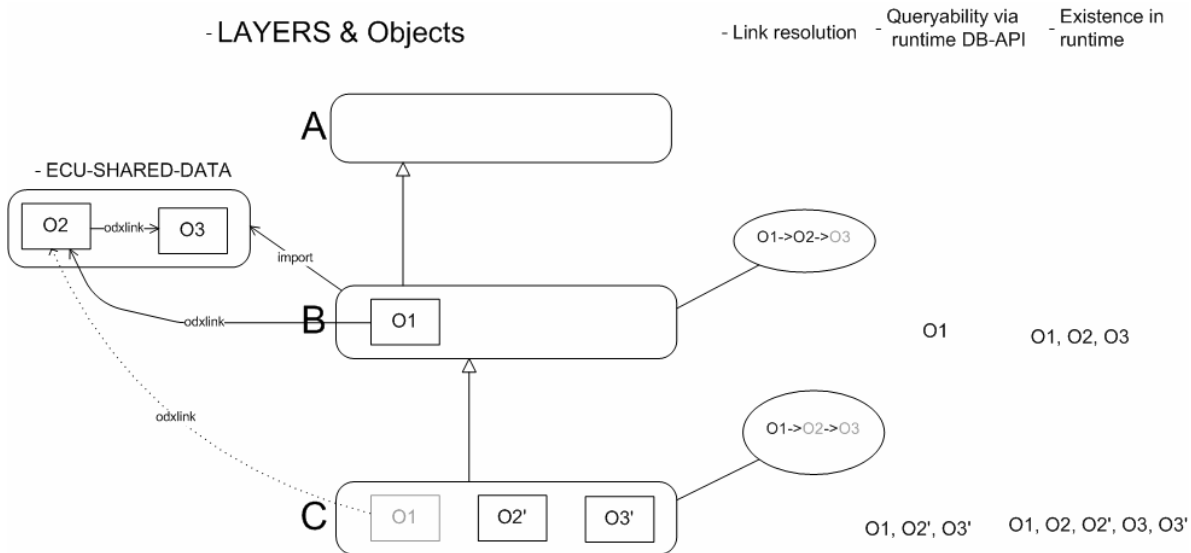 - LAYERS & Objects
- Link resolution
- Queryability via runtime DB-API
- Existence in runtime
A
- ECU-SHARED-DATA
O2
odxlink
O3
import
O1->O2->O3
B
odxlink
O1
O1
O1, O2, O3
odxlink
O1->O2->O3
C
O1
O2'
O3'
O1, O2', O3'
O1, O2, O2', O3, O3'